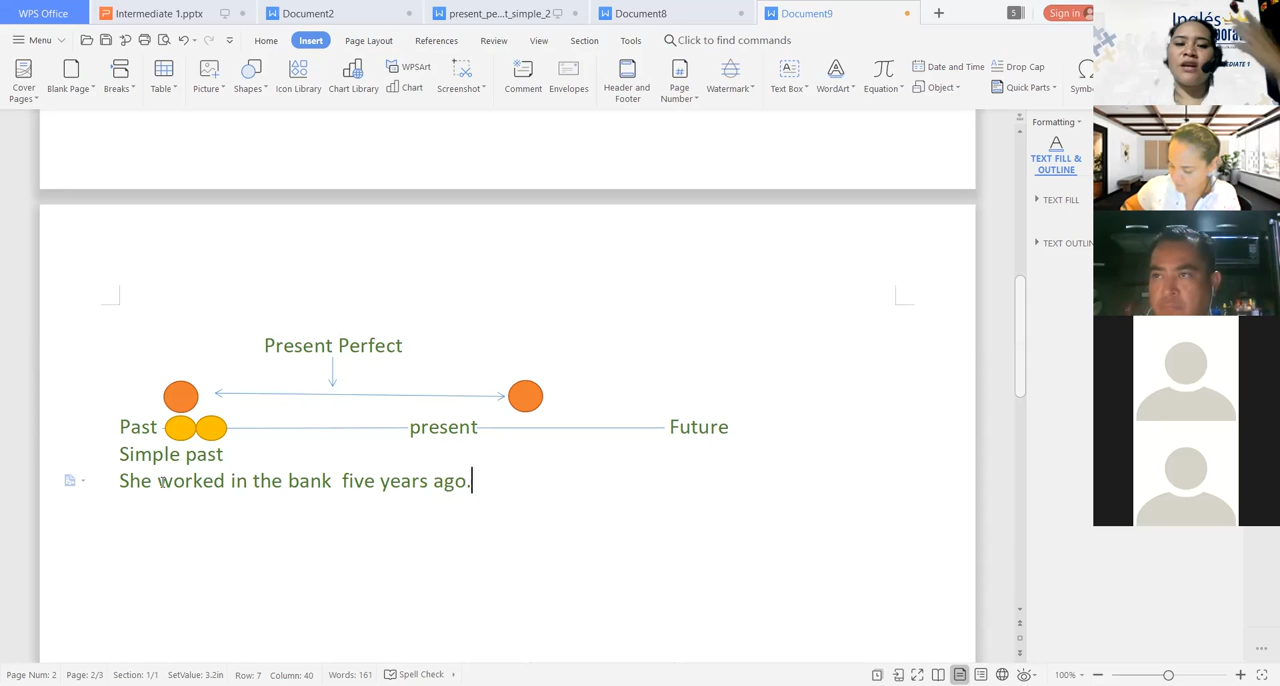 WPS Office
Intermediate 1.pptx
Document2
present_pe...t_simple_2
Document8
Document9
S
Sign in
Menu
Home
Insert
Page Layout
References
Review
View
Section
Tools
Click to find commands
Cover Pages
Blank Page
Breaks
Table
Picture
Shapes
Icon Library
Chart Library
WPSArt
Chart
Screenshot
Comment
Envelopes
Header and Footer
Page Number
Watermark
Text Box
WordArt
Equation
Date and Time
Object
Drop Cap
Quick Parts
Inglés
Formatting
TEXT FILL & OUTLINE
TEXT FILL
Present Perfect
Past
present
Future
Simple past
She worked in the bank  five years ago.
Page Num: 2
Page: 2/3
Section: 1/1
SetValue: 3.2in
Row: 7
Column: 40
Words: 161
Spell Check
100%